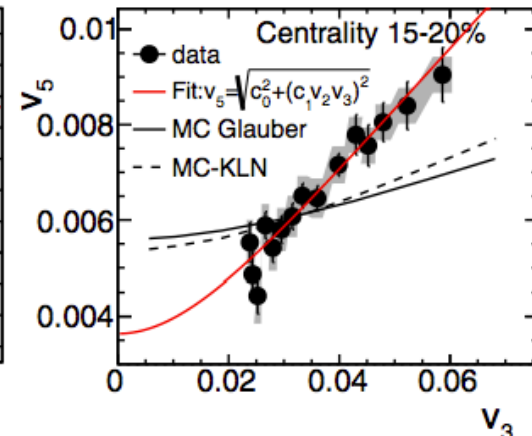 Centrality 15-20%
data
Fit:v₅=√c₀²+(c₁v₂v₃)²
MC Glauber
MC-KLN
v₅
0.01
0.008
0.006
0.004
0 0.02 0.04 0.06
v₃